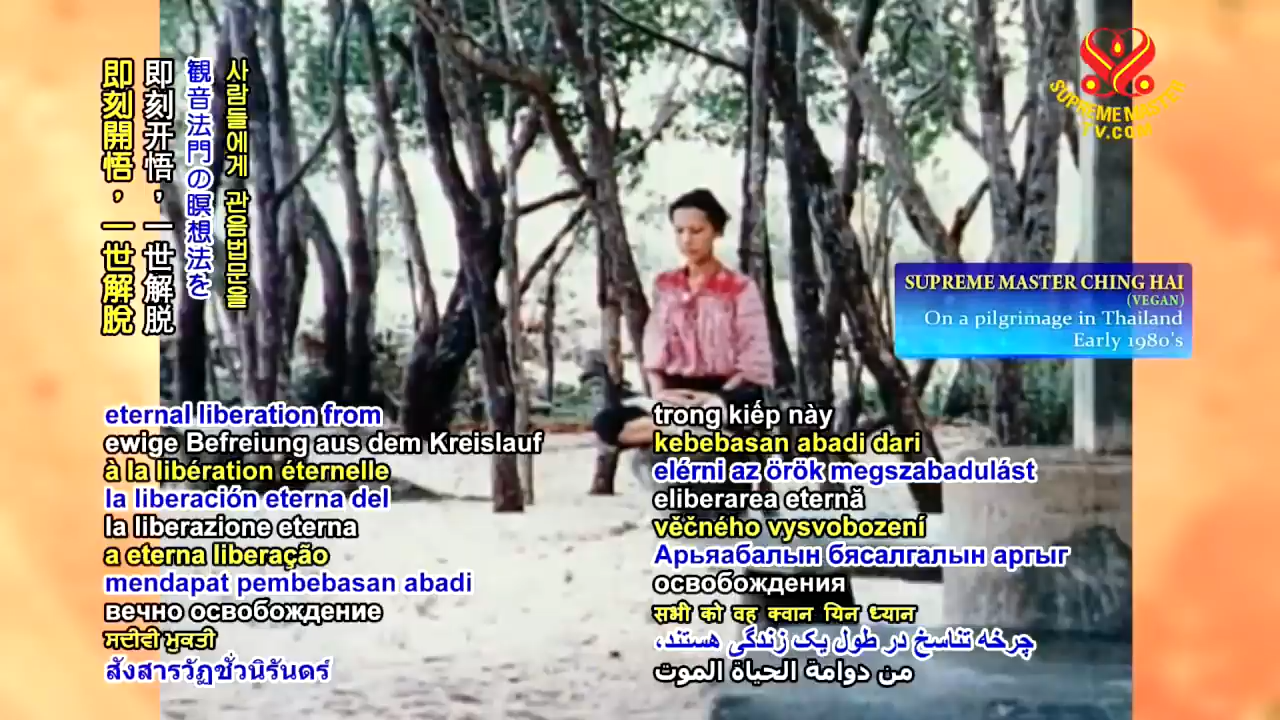 SUPREME MASTER
TV.COM
사람들에게 관음법문을
観音法門の瞑想法を
即刻开悟，一世解脱
即刻開悟，一世解脫
SUPREME MASTER CHING HAI
(VEGAN)
On a pilgrimage in Thailand
Early 1980's
eternal liberation from
ewige Befreiung aus dem Kreislauf
à la libération éternelle
la liberación eterna del
la liberazione eterna
a eterna liberação
mendapat pembebasan abadi
вечно освобождение
ਸਦੀਵੀ ਮੁਕਤੀ
สังสารวัฏชั่วนิรันดร์
trong kiếp này
kebebasan abadi dari
elérni az örök megszabadulást
eliberarea eternă
věčného vysvobození
Арьяабалын бясалгалын аргыг
освобождения
सभी को वह क्वान यिन ध्यान
چرخه تناسخ در طول یک زندگی هستند،
من دوامة الحياة الموت